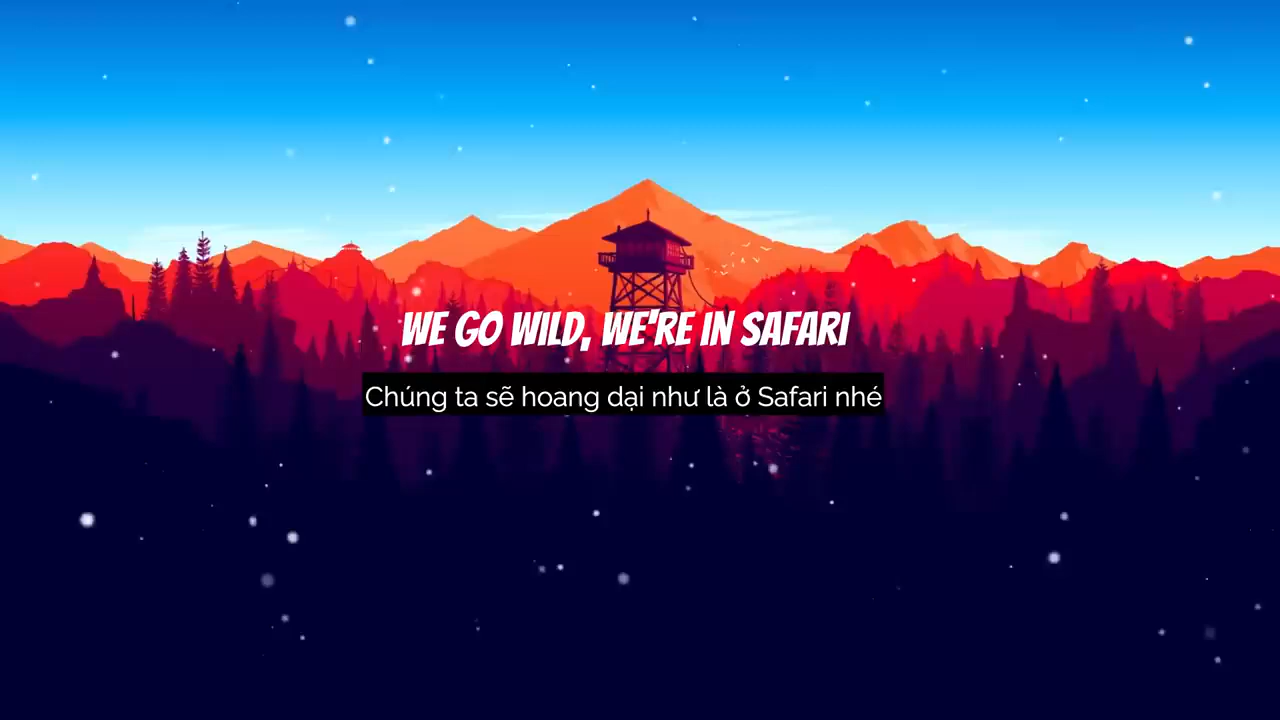 WE GO WILD, WE'RE IN SAFARI
Chúng ta sẽ hoang dại như là ở Safari nhé